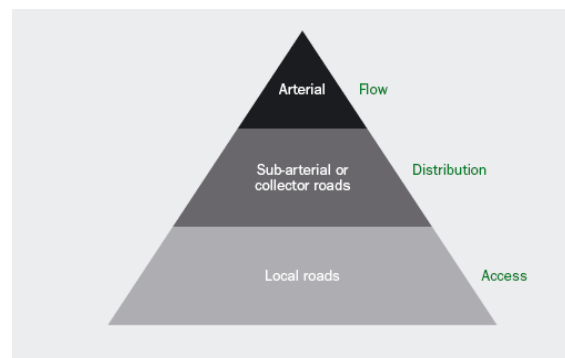 Arterial
Flow
Sub-arterial or
collector roads
Distribution
Local roads
Access